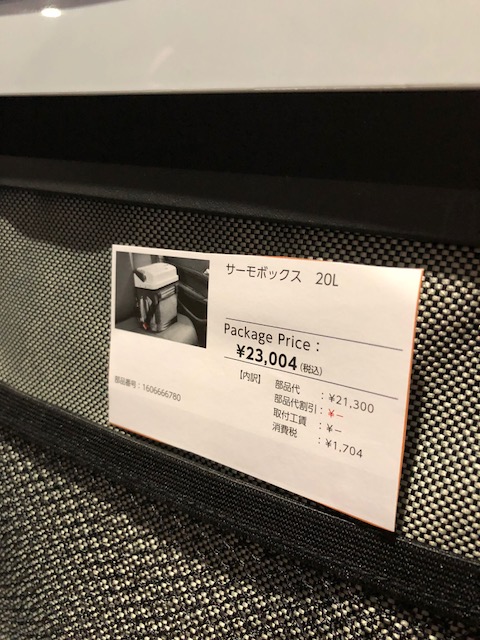 サーモボックス 20L
Package Price：
¥23,004(税込)
【内訳】 部品代 ：¥21,300
部品代割引：¥−
取付工賃 ：¥−
消費税 ：¥1,704
部品番号：1606666780